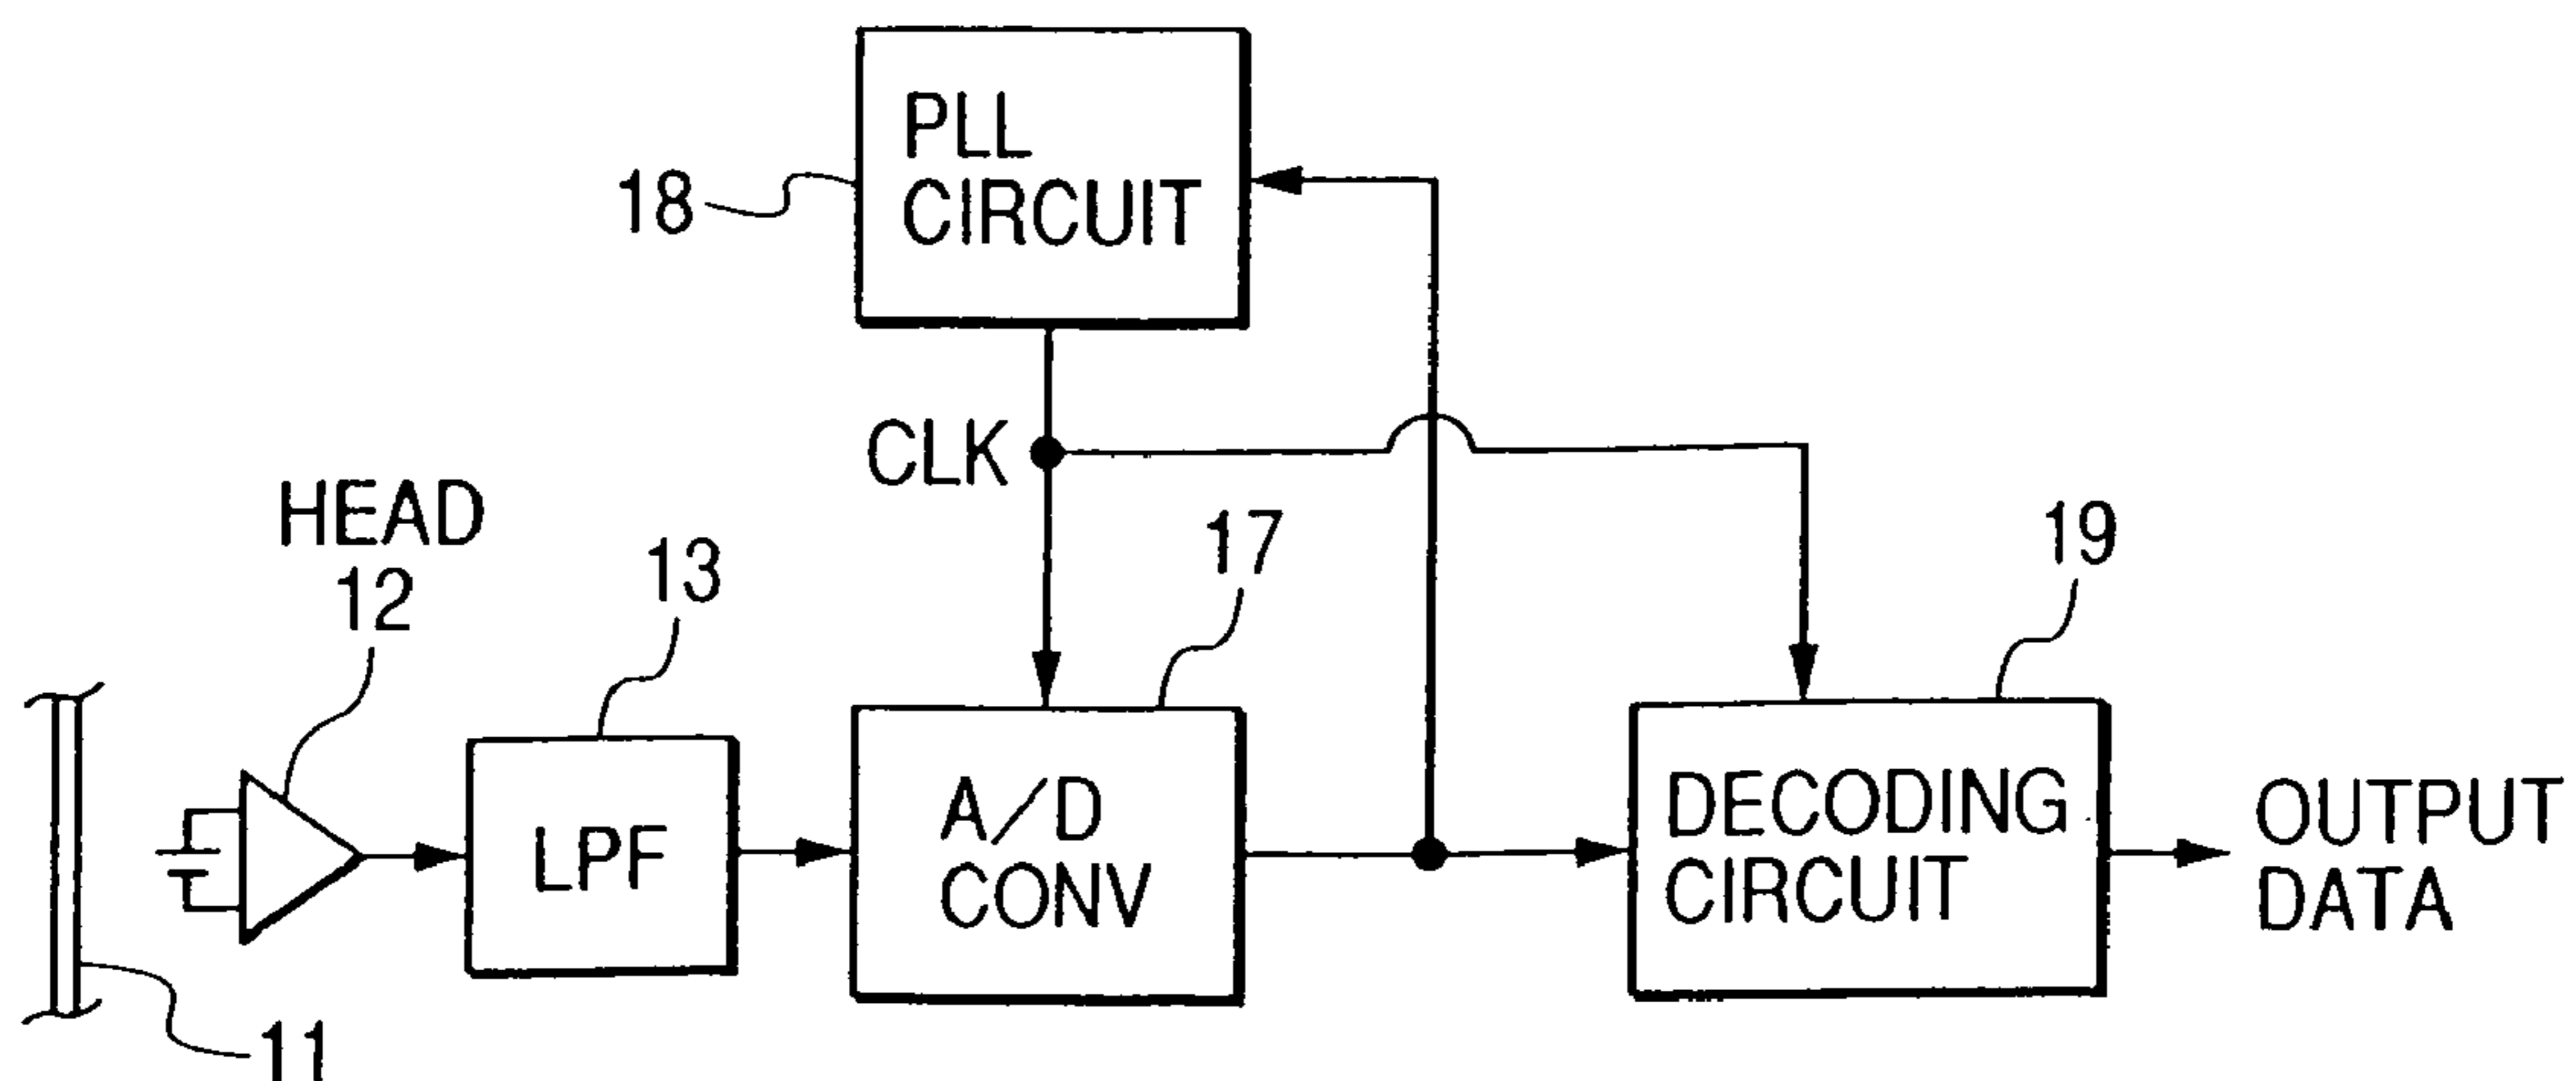 PLL
CIRCUIT
18
CLK
HEAD
12
13
17
19
LPF
A/D
CONV
DECODING
CIRCUIT
OUTPUT
DATA
11